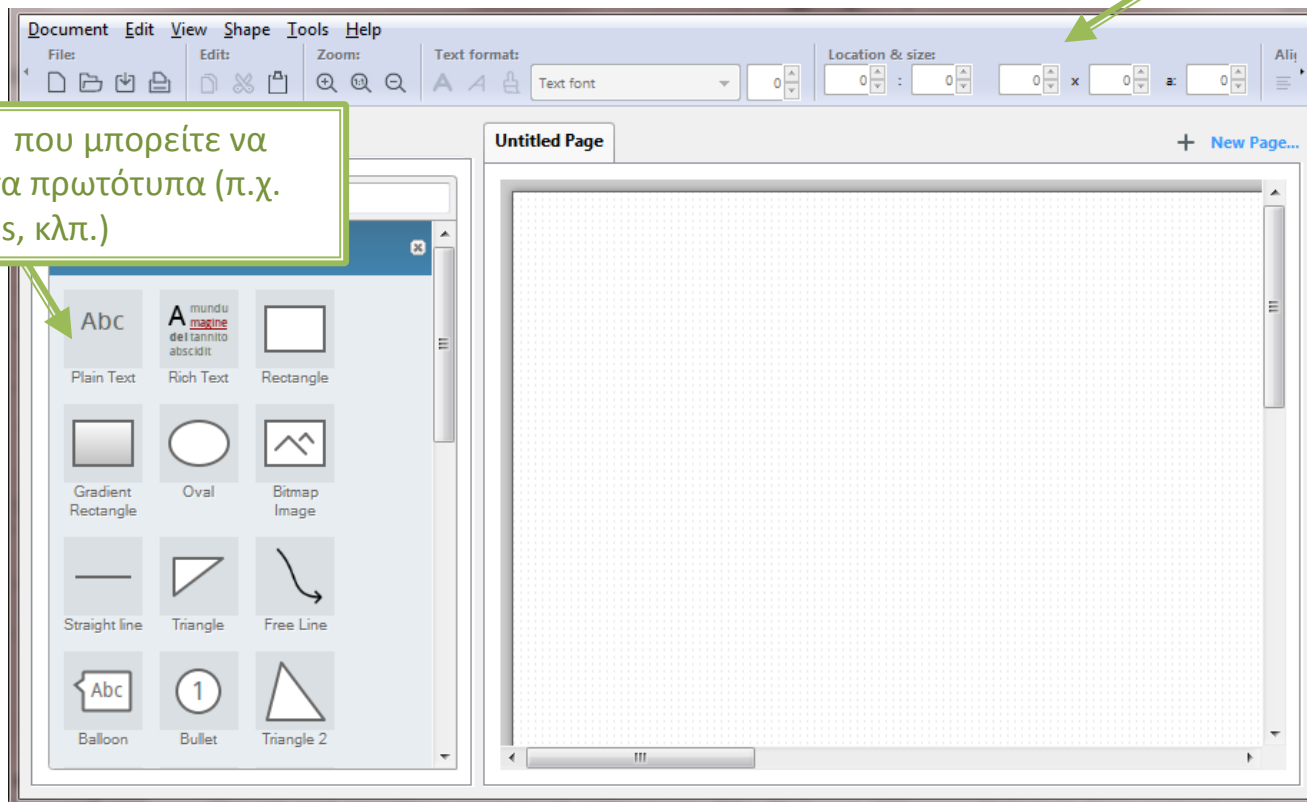 Document Edit View Shape Tools Help
File: Edit: Zoom: Text format: Location & size:
Text font 0 0 : 0 0 x 0 a: 0
που μπορείτε να
τα πρωτότυπα (π.χ.
s, κλπ.)
Untitled Page + New Page...
Abc A mundu
magine
del tannito
abscidit
Plain Text Rich Text Rectangle
Gradient
Rectangle Oval Bitmap
Image
Straight line Triangle Free Line
Abc 1
Balloon Bullet Triangle 2